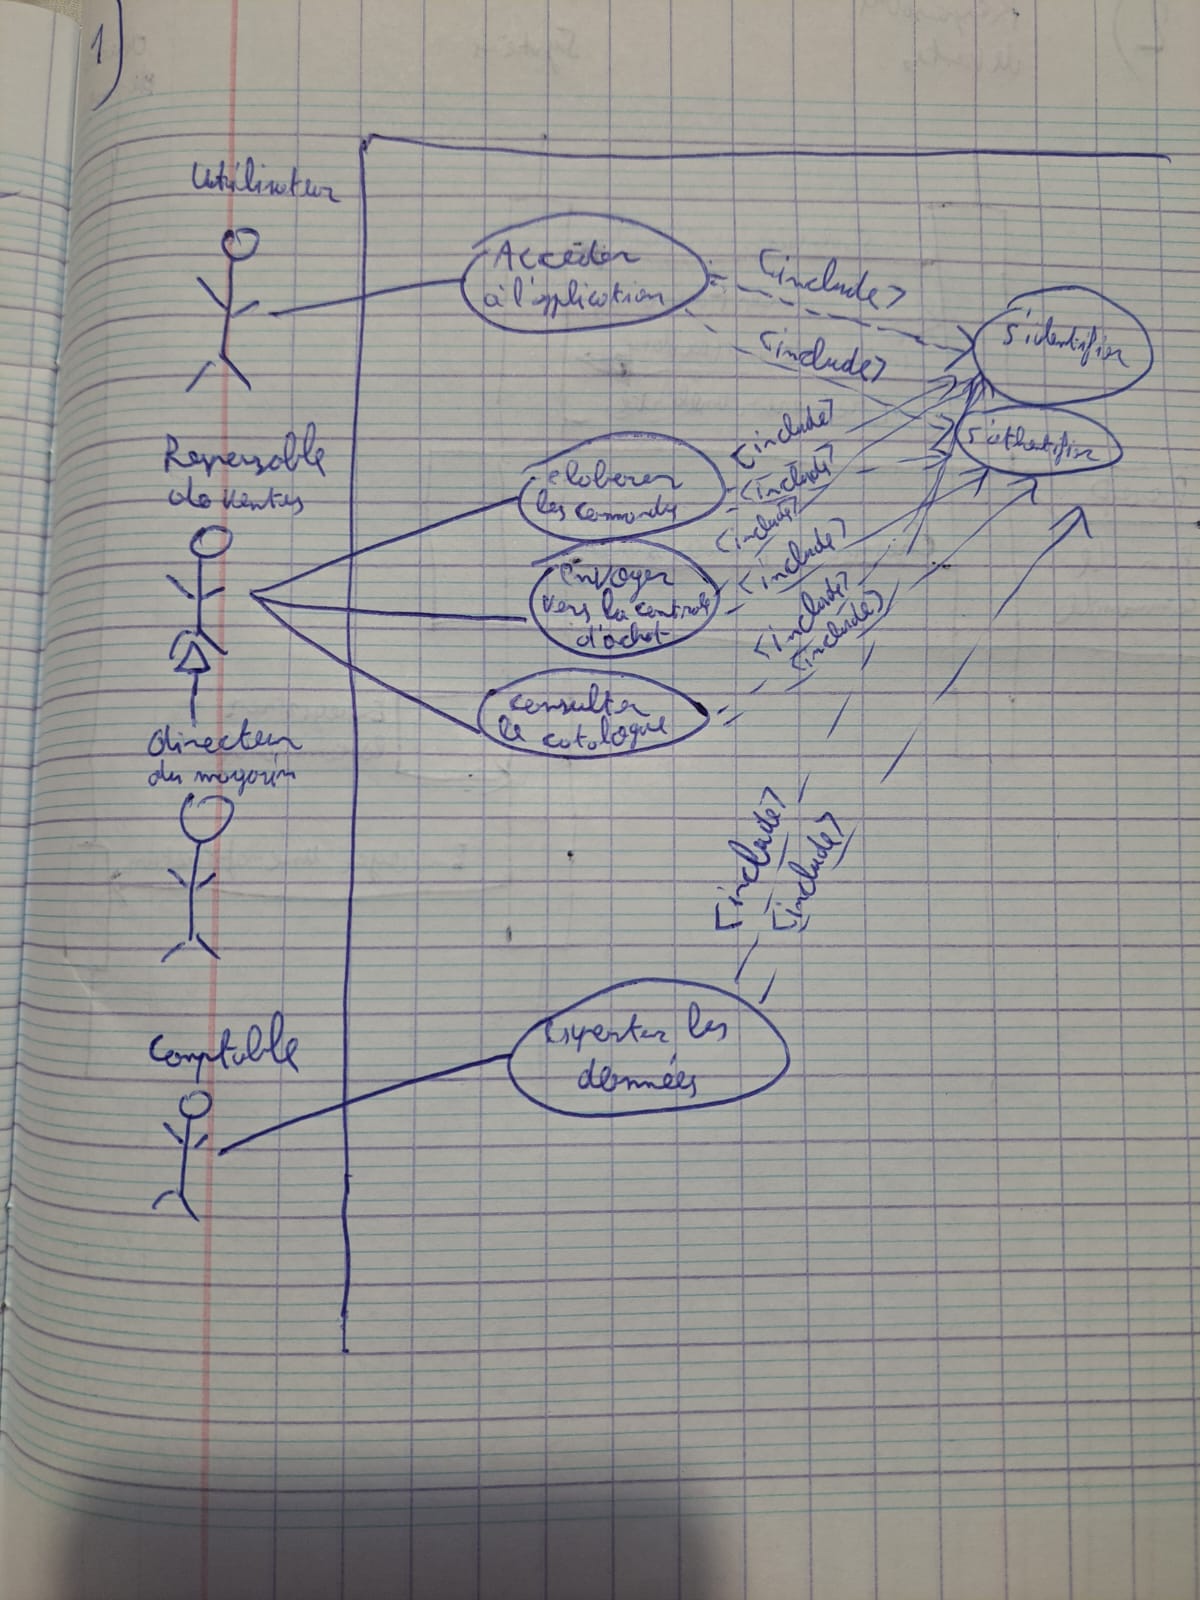 1)
Utilisateur
Accéder
à l'application
<include>
<include>
S'identifier
S'authentifier
Responsable
de ventes
elaborer
les commandes
<include>
<include>
<include>
<include>
<include>
<include>
envoyer
vers la centrale
d'achat
consulter
le catalogue
directeur
du magasin
<include>
<include>
Comptable
Exporter les
données